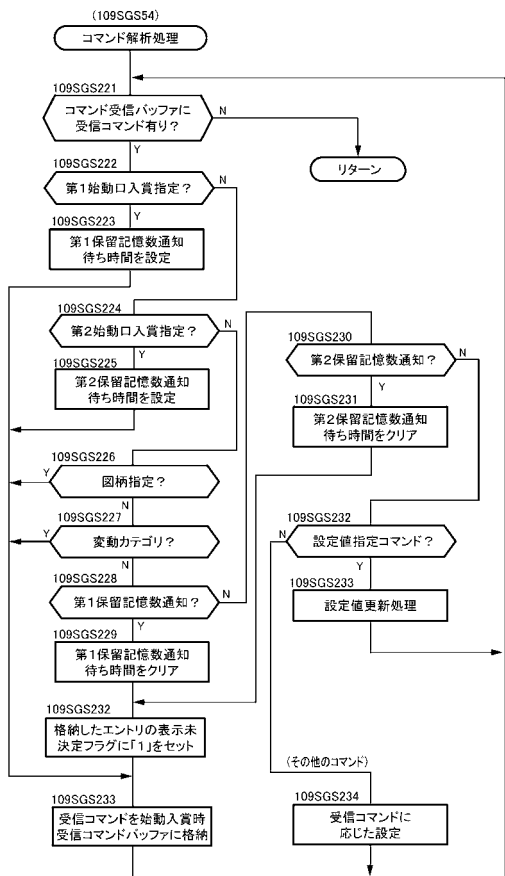 (109SGS54)
コマンド解析処理
109SGS221
コマンド受信バッファに
受信コマンド有り?
N
Y
リターン
109SGS222
第1始動口入賞指定?
N
Y
109SGS223
第1保留記憶数通知
待ち時間を設定
109SGS224
第2始動口入賞指定?
N
Y
109SGS225
第2保留記憶数通知
待ち時間を設定
109SGS226
Y
図柄指定?
N
109SGS227
Y
変動カテゴリ?
N
109SGS228
第1保留記憶数通知?
N
Y
109SGS229
第1保留記憶数通知
待ち時間をクリア
109SGS232
格納したエントリの表示未
決定フラグに「1」をセット
109SGS233
受信コマンドを始動入賞時
受信コマンドバッファに格納
109SGS230
第2保留記憶数通知?
N
Y
109SGS231
第2保留記憶数通知
待ち時間をクリア
109SGS232
N
設定値指定コマンド?
Y
109SGS233
設定値更新処理
(その他のコマンド)
109SGS234
受信コマンドに
応じた設定